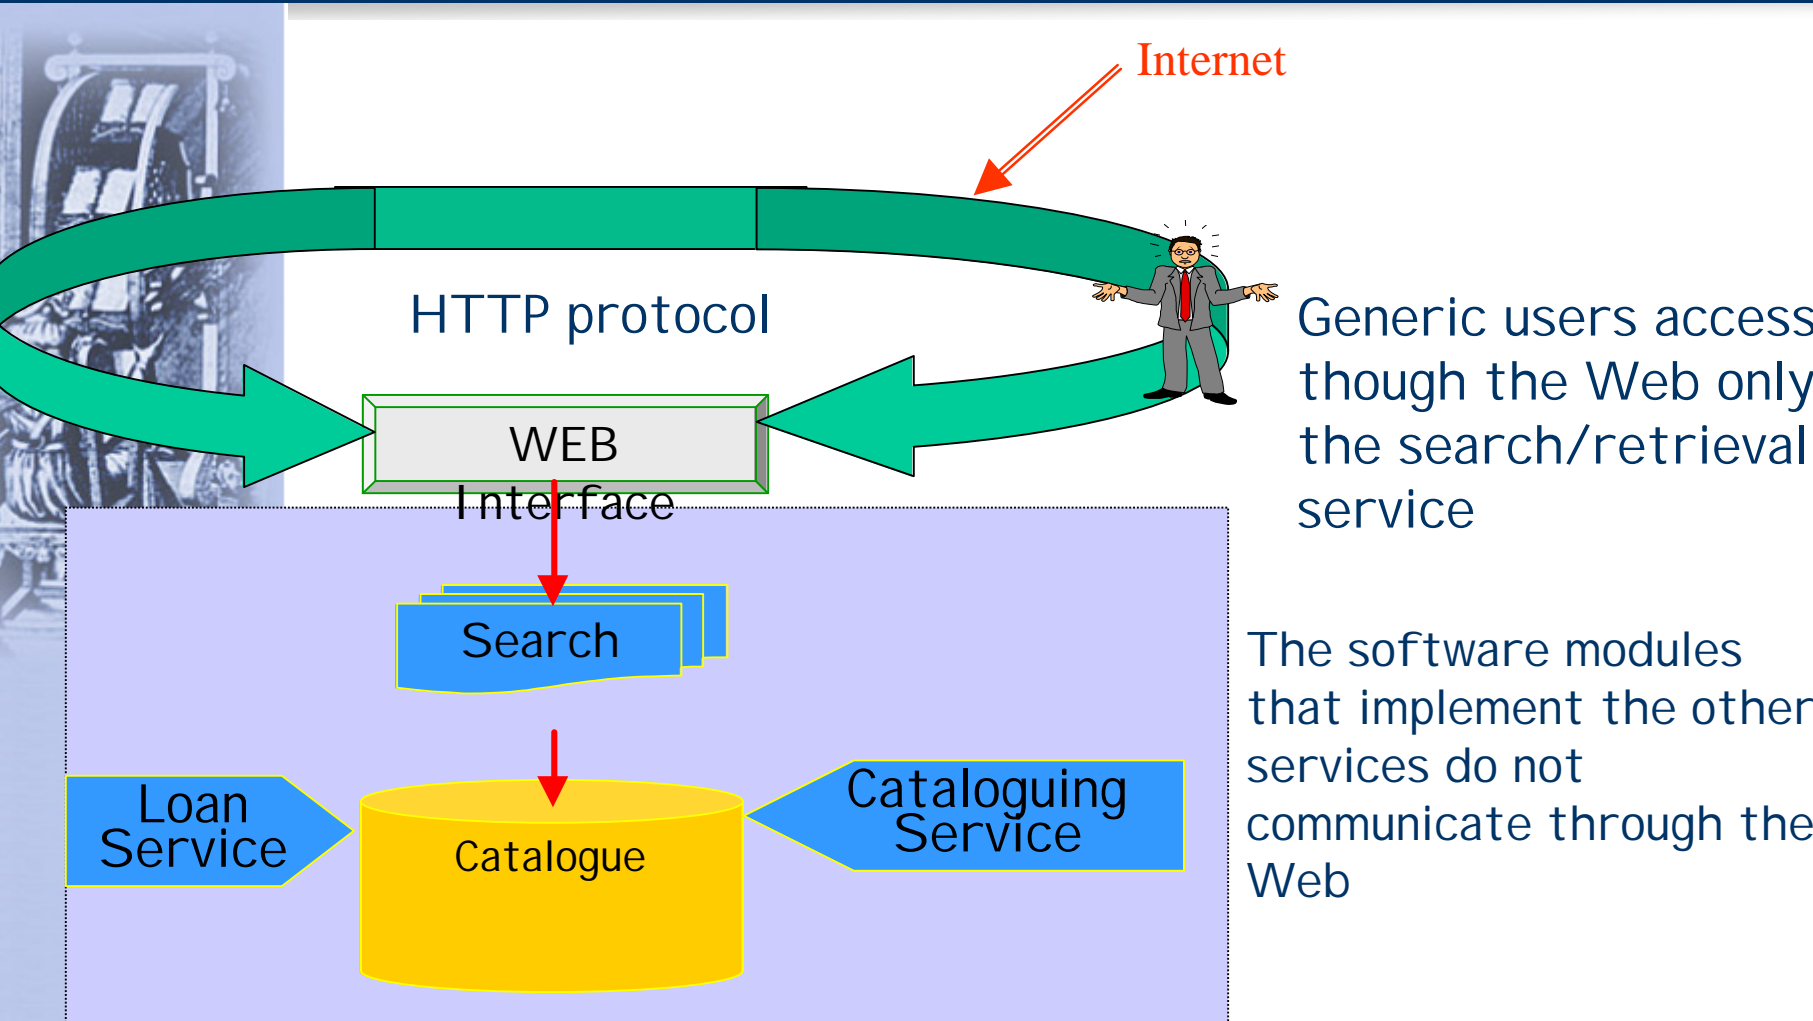 Internet
HTTP protocol
Generic users access
though the Web only
the search/retrieval
service
WEB
Interface
Search
The software modules
that implement the other
services do not
communicate through the
Web
Loan
Service
Cataloguing
Service
Catalogue